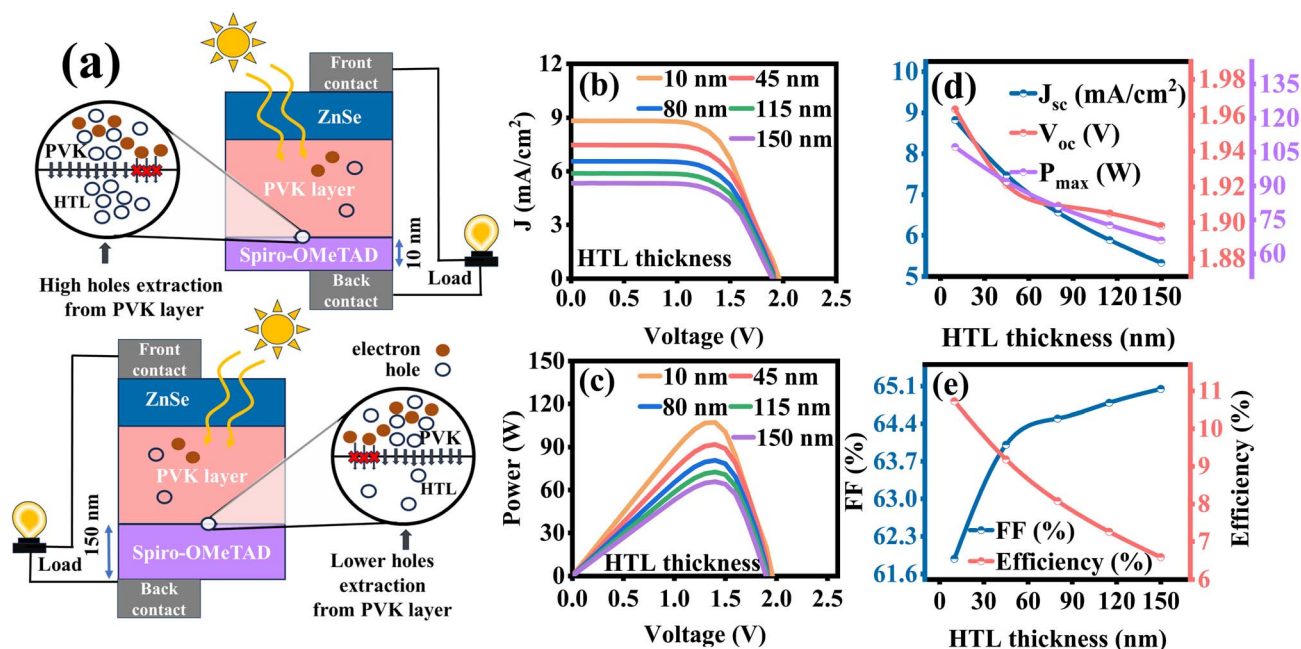 (a)
Front
contact
ZnSe
PVK
HTL
PVK layer
Spiro-OMeTAD
10 nm
Back
contact
Load
High holes extraction
from PVK layer
Front
contact
ZnSe
PVK layer
Spiro-OMeTAD
150 nm
Back
contact
Load
electron
hole
PVK
HTL
Lower holes
extraction
from PVK layer
(b)
10 nm
45 nm
80 nm
115 nm
150 nm
HTL thickness
J (mA/cm²)
12
9
6
3
0
0.0 0.5 1.0 1.5 2.0 2.5
Voltage (V)
(c)
10 nm
45 nm
80 nm
115 nm
150 nm
HTL thickness
Power (W)
150
120
90
60
30
0
0.0 0.5 1.0 1.5 2.0 2.5
Voltage (V)
(d)
Jsc (mA/cm²)
Voc (V)
Pmax (W)
10
9
8
7
6
5
1.98
1.96
1.94
1.92
1.90
1.88
135
120
105
90
75
60
0 30 60 90 120 150
HTL thickness (nm)
(e)
FF (%)
Efficiency (%)
FF (%)
65.1
64.4
63.7
63.0
62.3
61.6
11
10
9
8
7
6
Efficiency (%)
0 30 60 90 120 150
HTL thickness (nm)